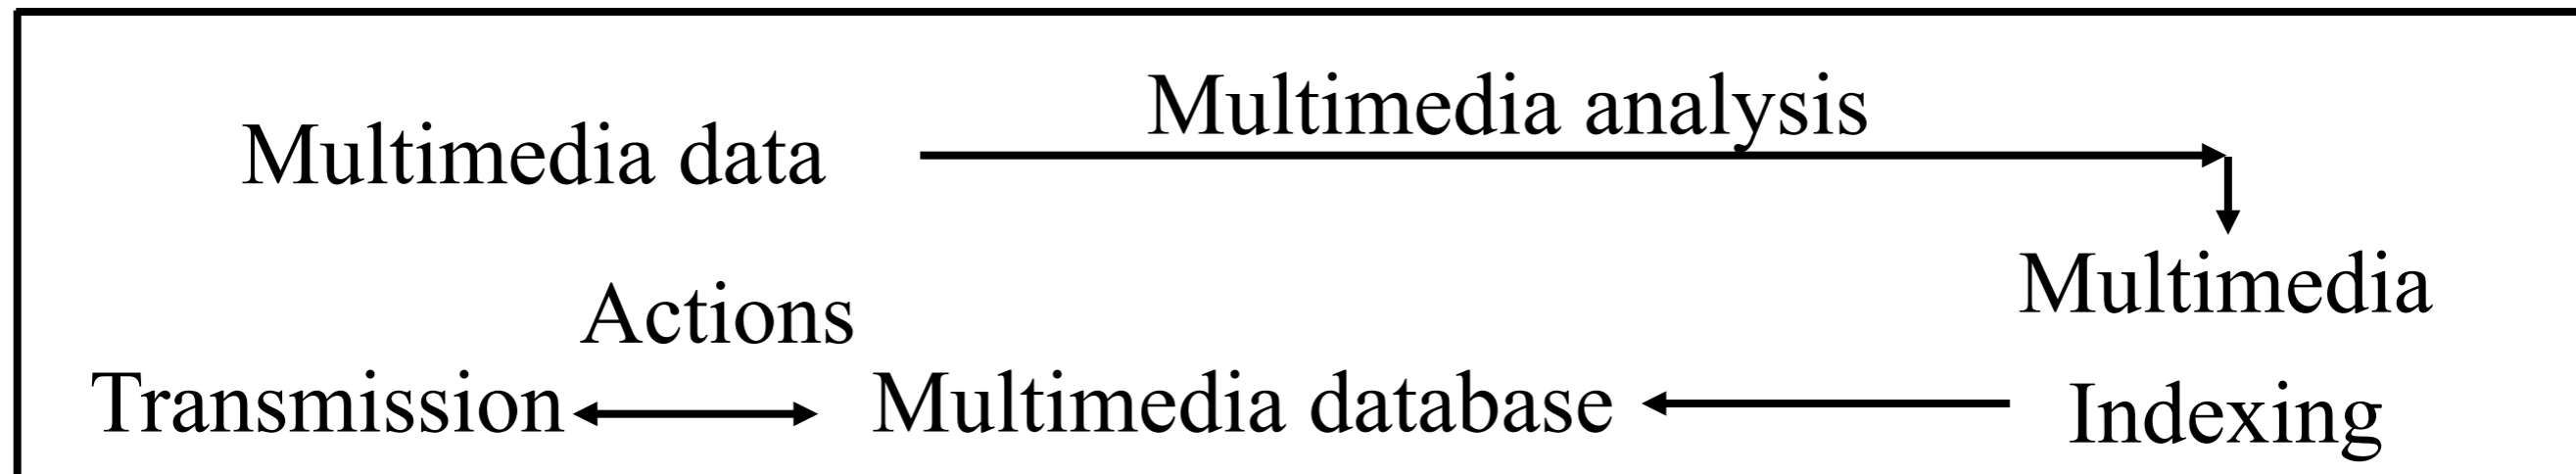 Multimedia analysis
Multimedia data
Multimedia
Actions
Transmission Multimedia database Indexing